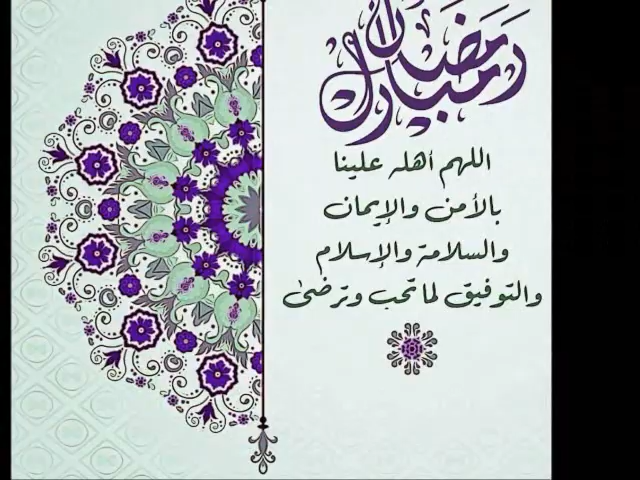 رمضان مبارك
اللهم أهله علينا
بالأمن والإيمان
والسلامة والإسلام
والتوفيق لما تحب وترضى